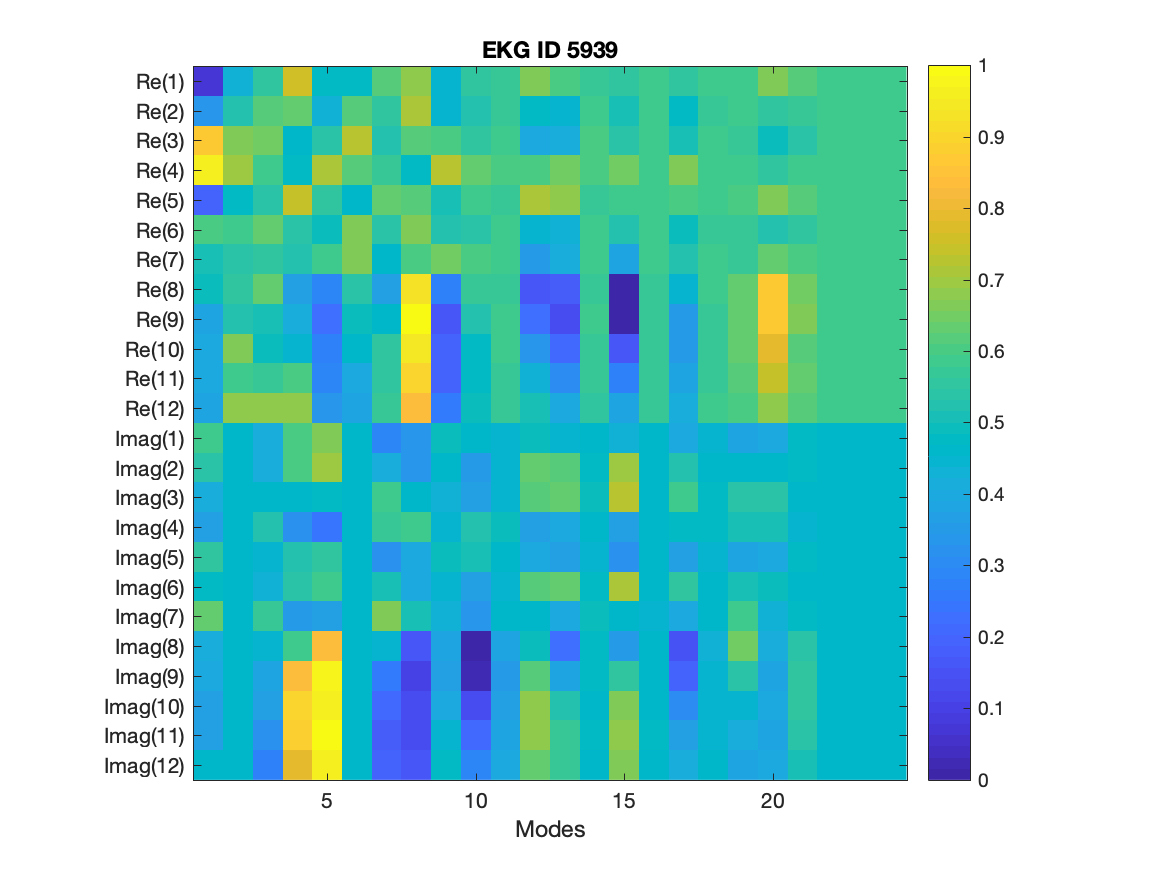 EKG ID 5939
Re(1)
Re(2)
Re(3)
Re(4)
Re(5)
Re(6)
Re(7)
Re(8)
Re(9)
Re(10)
Re(11)
Re(12)
Imag(1)
Imag(2)
Imag(3)
Imag(4)
Imag(5)
Imag(6)
Imag(7)
Imag(8)
Imag(9)
Imag(10)
Imag(11)
Imag(12)
5 10 15 20
Modes
1
0.9
0.8
0.7
0.6
0.5
0.4
0.3
0.2
0.1
0